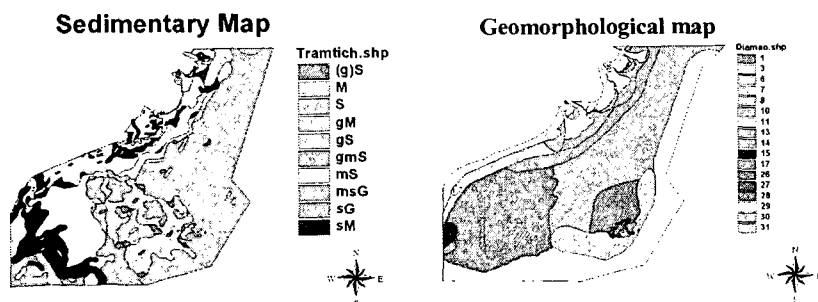 Sedimentary Map
Tramtich.shp
(g)S
M
S
gM
gS
gmS
mS
msG
sG
sM
N
W E
Geomorphological map
Diamao.shp
1
3
6
7
10
11
13
14
15
17
26
27
28
29
30
31
N
W